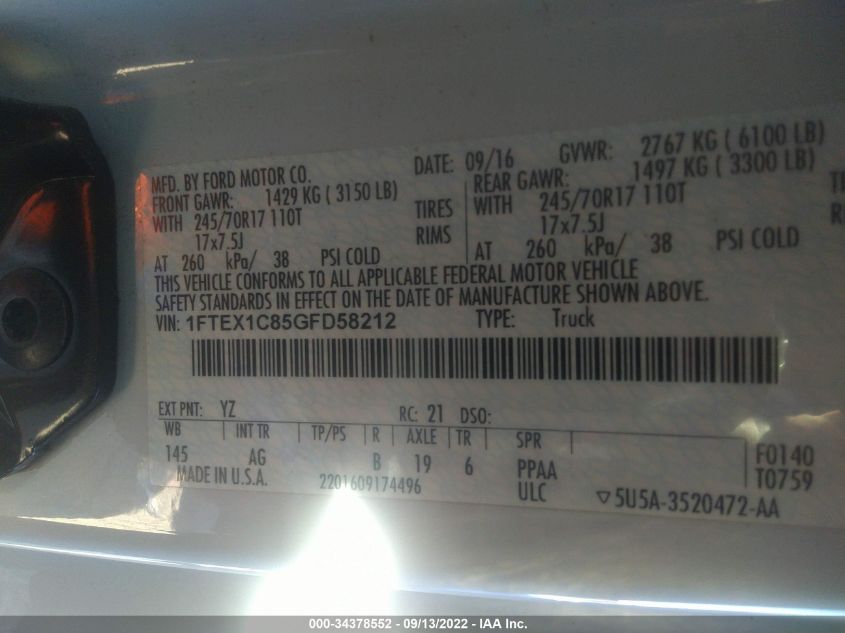 MFD. BY FORD MOTOR CO. DATE: 09/16 GVWR: 2767 KG ( 6100 LB)
FRONT GAWR: 1429 KG ( 3150 LB) REAR GAWR: 1497 KG ( 3300 LB)
WITH 245/70R17 110T TIRES WITH 245/70R17 110T
17x7.5J RIMS 17x7.5J
AT 260 kPa/ 38 PSI COLD AT 260 kPa/ 38 PSI COLD
THIS VEHICLE CONFORMS TO ALL APPLICABLE FEDERAL MOTOR VEHICLE
SAFETY STANDARDS IN EFFECT ON THE DATE OF MANUFACTURE SHOWN ABOVE.
VIN: 1FTEX1C85GFD58212 TYPE: Truck
EXT PNT: YZ RC: 21 DSO:
WB INT TR TP/PS R AXLE TR SPR
145 AG B 19 6 PPAA F0140
MADE IN U.S.A. 2201609174496 ULC ▽5U5A-3520472-AA T0759
000-34378552 - 09/13/2022 - IAA Inc.